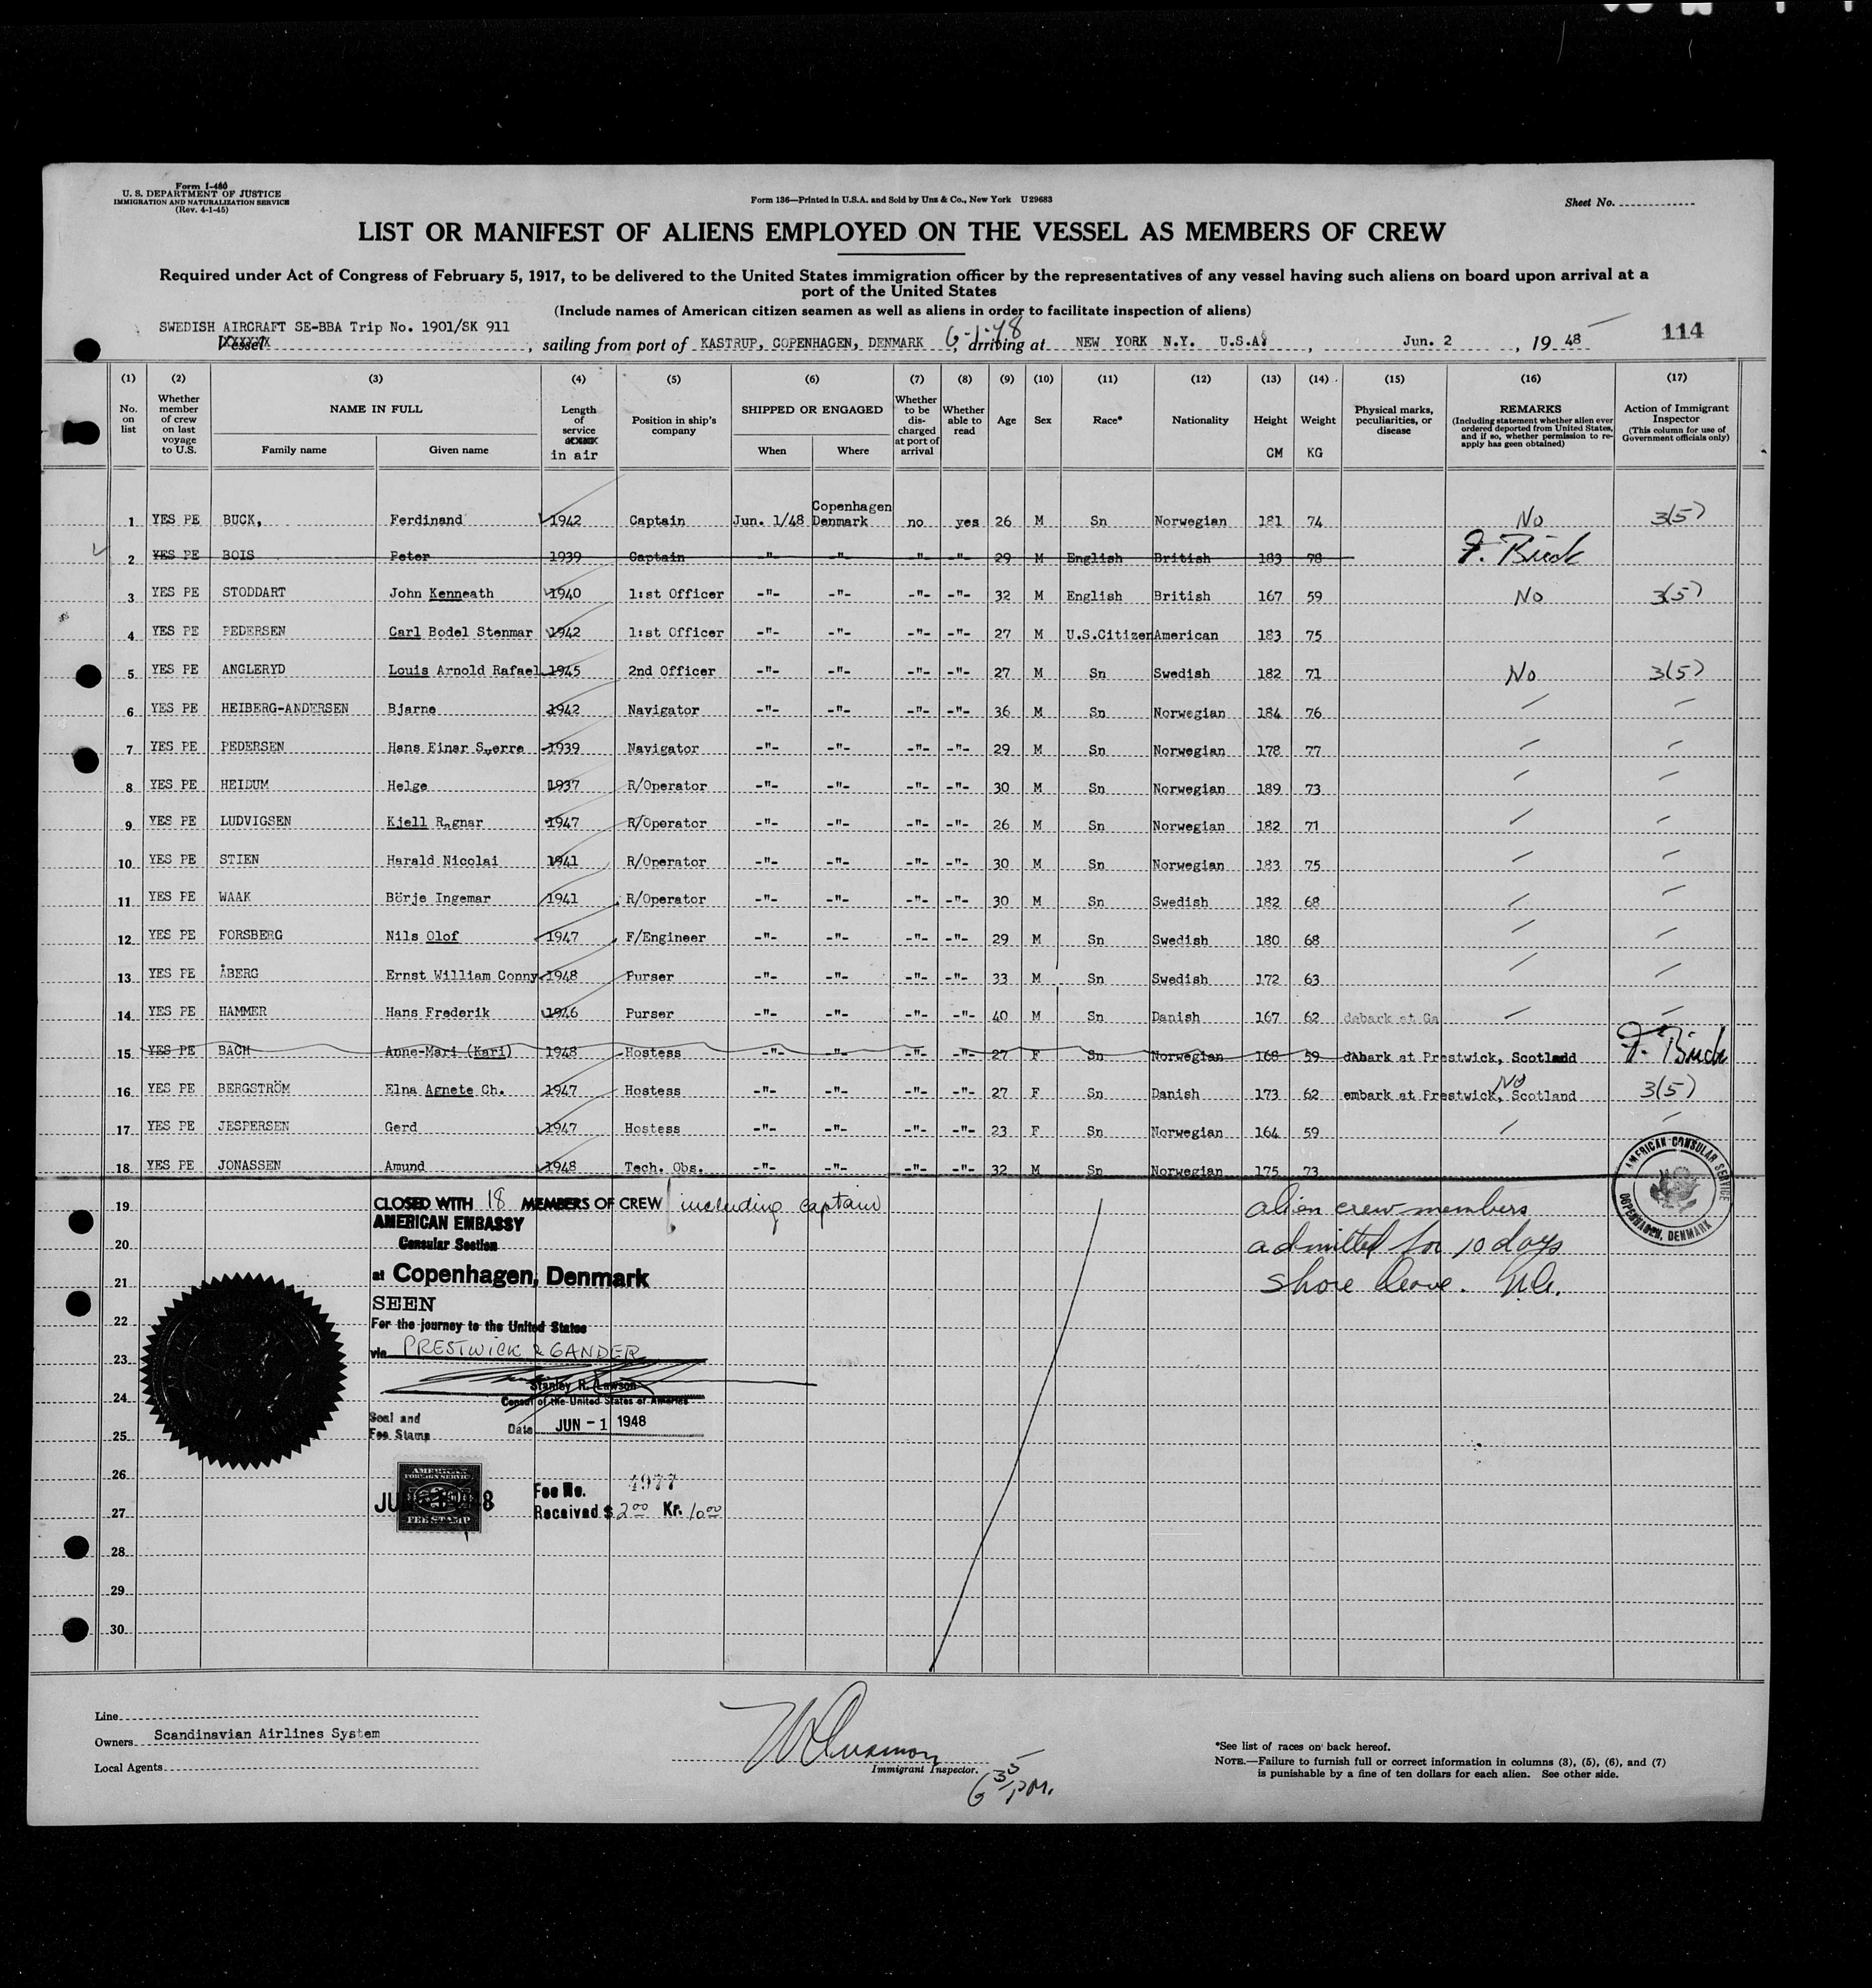 Form I-480
U. S. DEPARTMENT OF JUSTICE
IMMIGRATION AND NATURALIZATION SERVICE
(Rev. 4-1-45)
Form 136—Printed in U.S.A. and Sold by Unz & Co., New York U29683
Sheet No.
LIST OR MANIFEST OF ALIENS EMPLOYED ON THE VESSEL AS MEMBERS OF CREW
Required under Act of Congress of February 5, 1917, to be delivered to the United States immigration officer by the representatives of any vessel having such aliens on board upon arrival at a
port of the United States
(Include names of American citizen seamen as well as aliens in order to facilitate inspection of aliens)
SWEDISH AIRCRAFT SE-BBA Trip No. 1901/SK 911
Vessel , sailing from port of KASTRUP, COPENHAGEN, DENMARK 6-1-48, arriving at NEW YORK N.Y. U.S.A. , Jun. 2 , 19 48 114
(1) (2) (3) (4) (5) (6) (7) (8) (9) (10) (11) (12) (13) (14) (15) (16) (17)
No. on list Whether member of crew on last voyage to U.S. NAME IN FULL Family name Given name Length of service in air Position in ship's company SHIPPED OR ENGAGED When Where Whether to be discharged at port of arrival Whether able to read Age Sex Race* Nationality Height CM Weight KG Physical marks, peculiarities, or disease REMARKS (Including statement whether alien ever ordered deported from United States, and if so, whether permission to re-apply has been obtained) Action of Immigrant Inspector (This column for use of Government officials only)
1 YES PE BUCK, Ferdinand 1942 Captain Jun. 1/48 Copenhagen Denmark no yes 26 M Sn Norwegian 181 74 No 3(5)
2 YES PE BOIS Peter 1939 Captain -"- -"- -"- -"- 29 M English British 183 78 F. Buck
3 YES PE STODDART John Kenneath 1940 1:st Officer -"- -"- -"- -"- 32 M English British 167 59 No 3(5)
4 YES PE PEDERSEN Carl Bodel Stenmar 1942 1:st Officer -"- -"- -"- -"- 27 M U.S.Citizen American 183 75
5 YES PE ANGLERYD Louis Arnold Rafael 1945 2nd Officer -"- -"- -"- -"- 27 M Sn Swedish 182 71 No 3(5)
6 YES PE HEIBERG-ANDERSEN Bjarne 1942 Navigator -"- -"- -"- -"- 36 M Sn Norwegian 184 76
7 YES PE PEDERSEN Hans Einar Sverre 1939 Navigator -"- -"- -"- -"- 29 M Sn Norwegian 178 77
8 YES PE HEIDUM Helge 1937 R/Operator -"- -"- -"- -"- 30 M Sn Norwegian 189 73
9 YES PE LUDVIGSEN Kjell Ragnar 1947 R/Operator -"- -"- -"- -"- 26 M Sn Norwegian 182 71
10 YES PE STIEN Harald Nicolai 1941 R/Operator -"- -"- -"- -"- 30 M Sn Norwegian 183 75
11 YES PE WAAK Börje Ingemar 1941 R/Operator -"- -"- -"- -"- 30 M Sn Swedish 182 68
12 YES PE FORSBERG Nils Olof 1947 F/Engineer -"- -"- -"- -"- 29 M Sn Swedish 180 68
13 YES PE ÅBERG Ernst William Conny 1948 Purser -"- -"- -"- -"- 33 M Sn Swedish 172 63
14 YES PE HAMMER Hans Frederik 1946 Purser -"- -"- -"- -"- 40 M Sn Danish 167 62 debark at Ga
15 YES PE BACH Anne-Mari (Kari) 1948 Hostess -"- -"- -"- -"- 27 F Sn Norwegian 168 59 debark at Prestwick, Scotland F. Buck
16 YES PE BERGSTRÖM Elna Agnete Ch. 1947 Hostess -"- -"- -"- -"- 27 F Sn Danish 173 62 embark at Prestwick, Scotland No 3(5)
17 YES PE JESPERSEN Gerd 1947 Hostess -"- -"- -"- -"- 23 F Sn Norwegian 164 59
18 YES PE JONASSEN Amund 1948 Tech. Obs. -"- -"- -"- -"- 32 M Sn Norwegian 175 73
AMERICAN CONSULAR SERVICE
COPENHAGEN, DENMARK
19
20
21
22
23
24
25
26
27
28
29
30
CLOSED WITH 18 MEMBERS OF CREW including captain
AMERICAN EMBASSY
Consular Section
at Copenhagen, Denmark
SEEN
For the journey to the United States
via PRESTWICK & GANDER
Stanley R. Lawson
Consul of the United States of America
Seal and
Fee Stamp
Date JUN - 1 1948
AMERICAN
FOREIGN SERVICE
FEE STAMP
Fee No. 4977
Received $ 2 00 Kr. 10 00
alien crew members
admitted for 10 days
shore leave.
Line
Owners Scandinavian Airlines System
Local Agents
Immigrant Inspector.
6 35 P.M.
*See list of races on back hereof.
NOTE.—Failure to furnish full or correct information in columns (3), (5), (6), and (7)
is punishable by a fine of ten dollars for each alien. See other side.